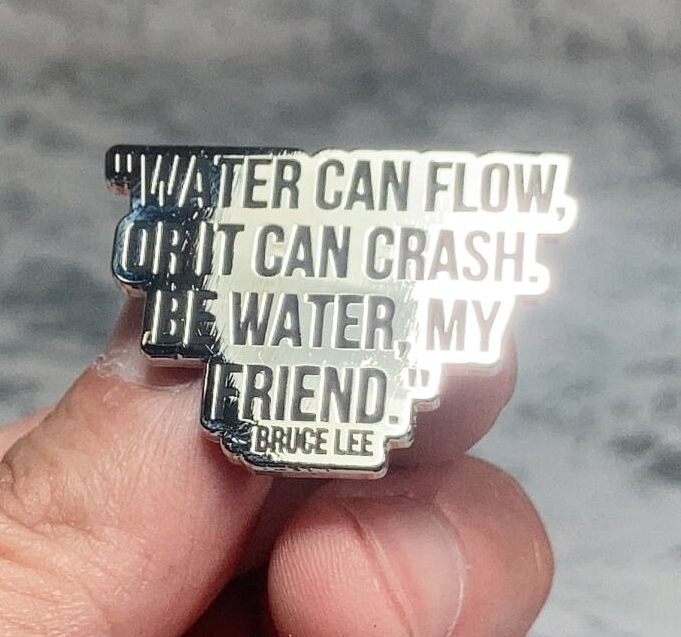 "WATER CAN FLOW,
OR IT CAN CRASH.
BE WATER, MY
FRIEND."
BRUCE LEE